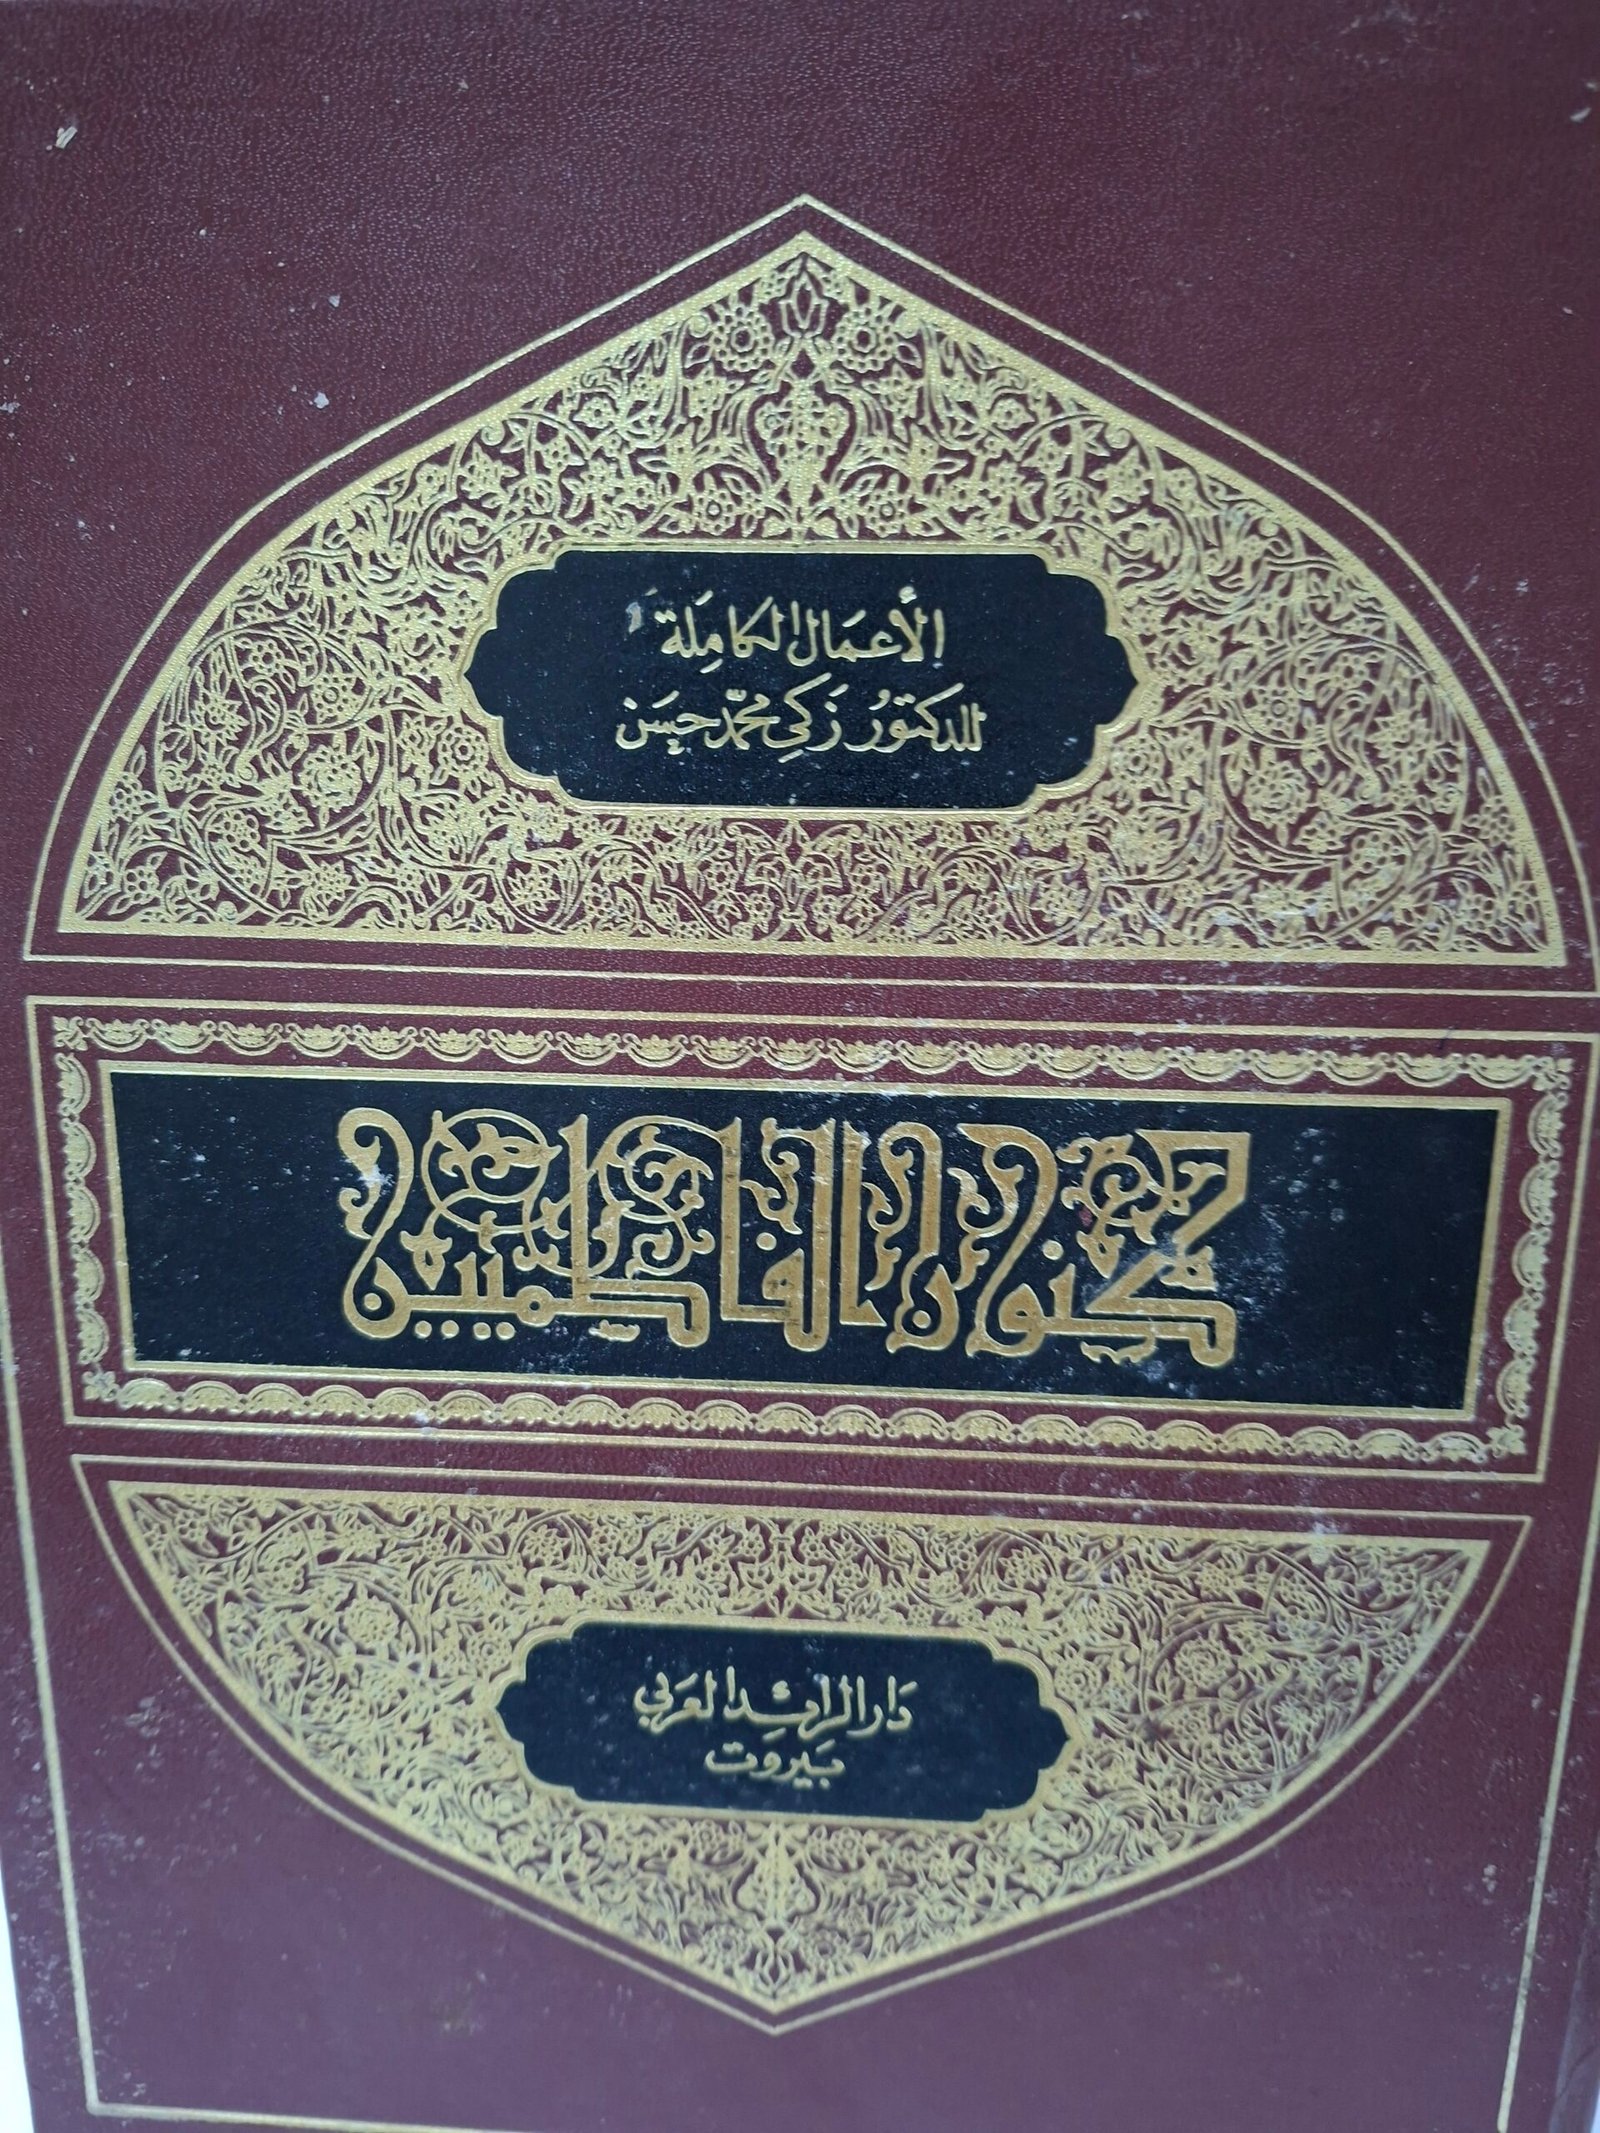 الأعمال الكاملة
للدكتور زكي محمد حسن
كنوز الفاطميين
دار الرائد العربي
بيروت